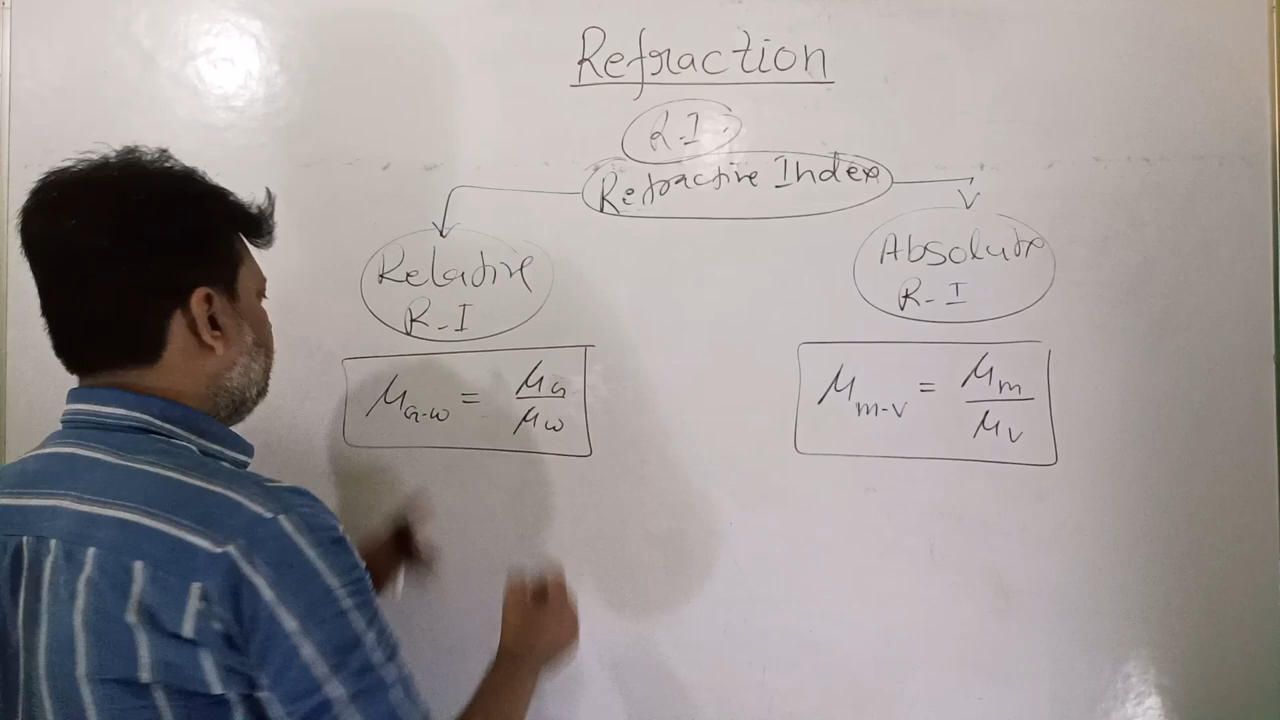 Refraction
R.I.
Refractive Index
Relative
R-I
Absolute
R-I
μa-w = μa/μw
μm-v = μm/μv